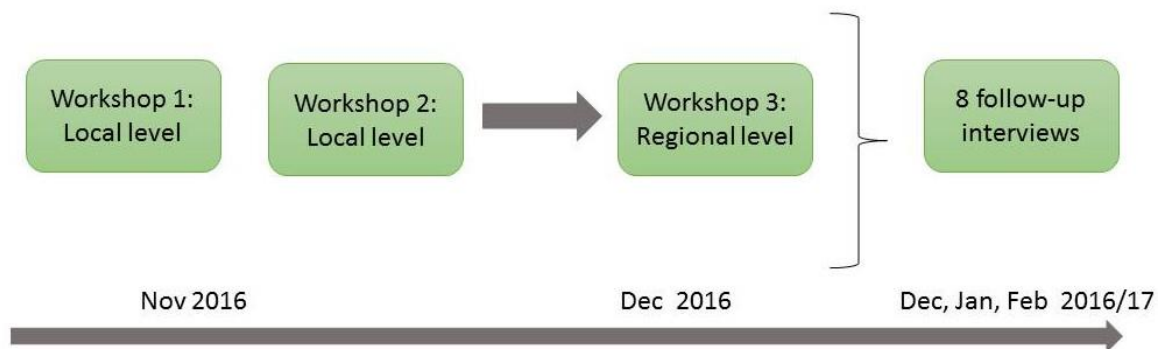 Workshop 1:
Local level
Workshop 2:
Local level
Workshop 3:
Regional level
8 follow-up
interviews
Nov 2016
Dec 2016
Dec, Jan, Feb 2016/17